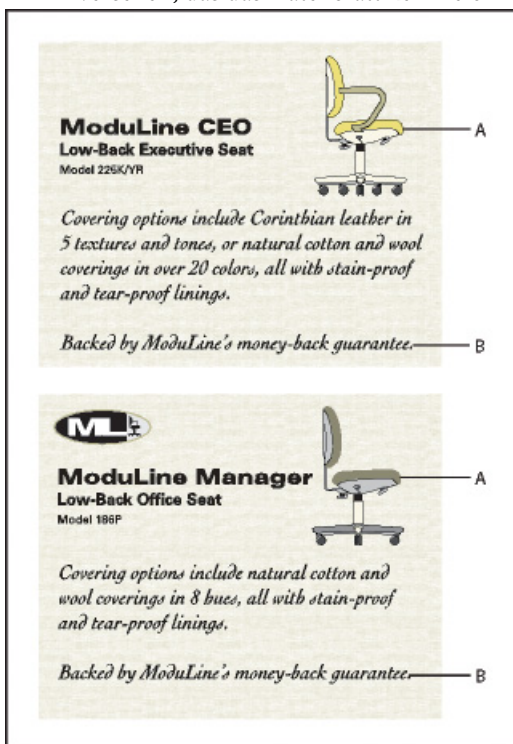 ModuLine CEO
Low-Back Executive Seat
Model 225K/YR
A
Covering options include Corinthian leather in
5 textures and tones, or natural cotton and wool
coverings in over 20 colors, all with stain-proof
and tear-proof linings.
Backed by ModuLine's money-back guarantee.
B
ML
ModuLine Manager
Low-Back Office Seat
Model 186P
A
Covering options include natural cotton and
wool coverings in 8 hues, all with stain-proof
and tear-proof linings.
Backed by ModuLine's money-back guarantee.
B